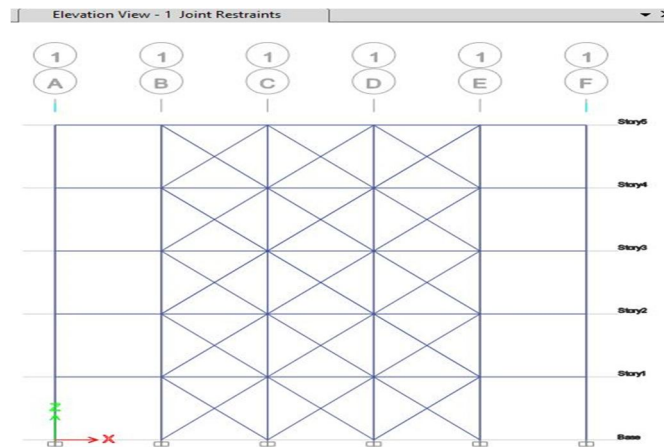 Elevation View - 1 Joint Restraints
1 1 1 1 1 1
A B C D E F
Story5
Story4
Story3
Story2
Story1
Base
Z
X